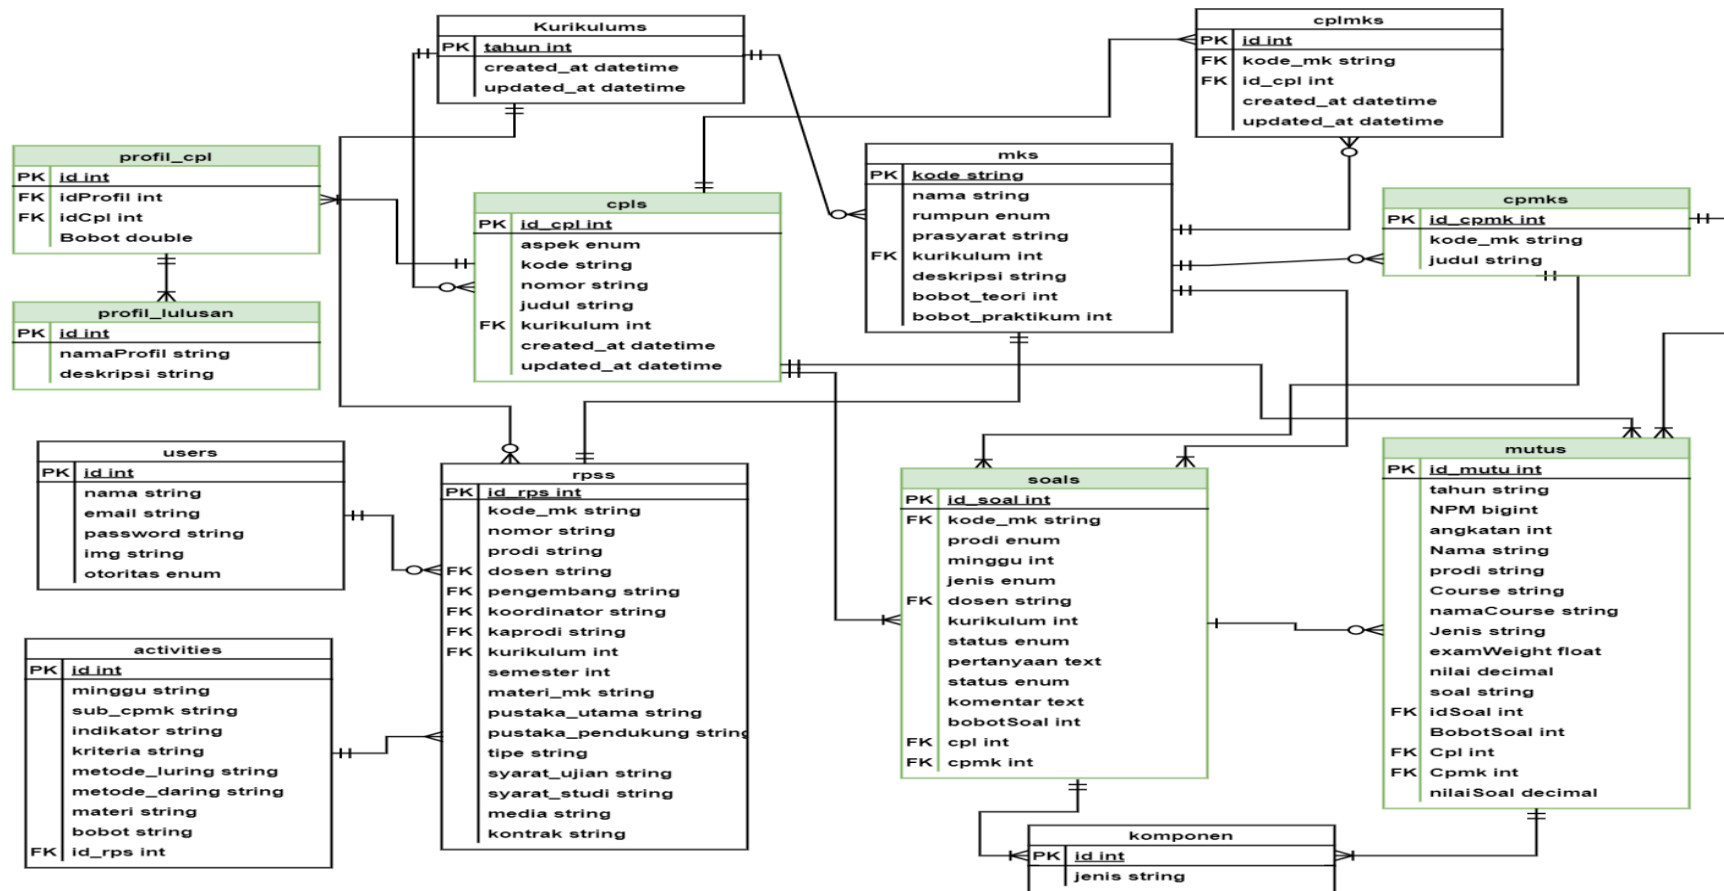 Kurikulums
PK tahun int
created_at datetime
updated_at datetime
cplmks
PK id int
FK kode_mk string
FK id_cpl int
created_at datetime
updated_at datetime
profil_cpl
PK id int
FK idProfil int
FK idCpl int
Bobot double
mks
PK kode string
nama string
rumpun enum
prasyarat string
FK kurikulum int
deskripsi string
bobot_teori int
bobot_praktikum int
cpls
PK id_cpl int
aspek enum
kode string
nomor string
judul string
FK kurikulum int
created_at datetime
updated_at datetime
cpmks
PK id_cpmk int
kode_mk string
judul string
profil_lulusan
PK id int
namaProfil string
deskripsi string
users
PK id int
nama string
email string
password string
img string
otoritas enum
rpss
PK id_rps int
kode_mk string
nomor string
prodi string
FK dosen string
FK pengembang string
FK koordinator string
FK kaprodi string
FK kurikulum int
semester int
materi_mk string
pustaka_utama string
pustaka_pendukung string
tipe string
syarat_ujian string
syarat_studi string
media string
kontrak string
soals
PK id_soal int
FK kode_mk string
prodi enum
minggu int
jenis enum
FK dosen string
kurikulum int
status enum
pertanyaan text
status enum
komentar text
bobotSoal int
FK cpl int
FK cpmk int
mutus
PK id_mutu int
tahun string
NPM bigint
angkatan int
Nama string
prodi string
Course string
namaCourse string
Jenis string
examWeight float
nilai decimal
soal string
FK idSoal int
BobotSoal int
FK Cpl int
FK Cpmk int
nilaiSoal decimal
activities
PK id int
minggu string
sub_cpmk string
indikator string
kriteria string
metode_luring string
metode_daring string
materi string
bobot string
FK id_rps int
komponen
PK id int
jenis string